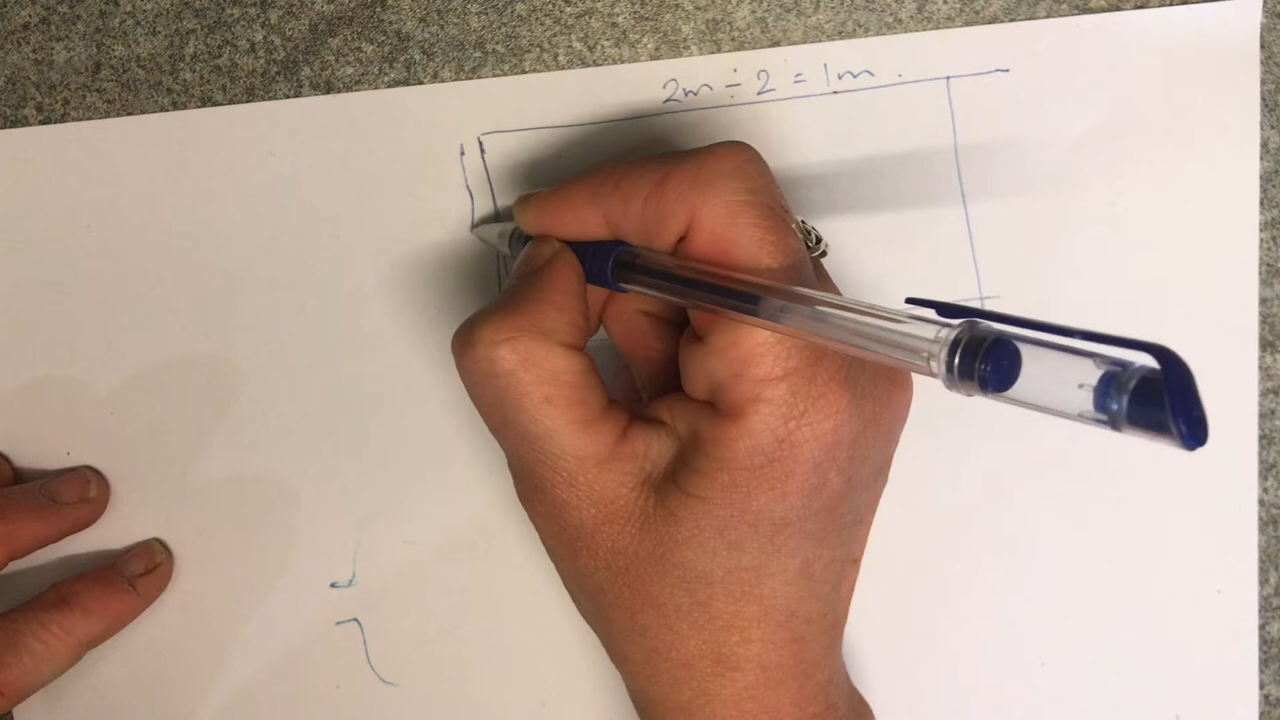 2m ÷ 2 = 1m.